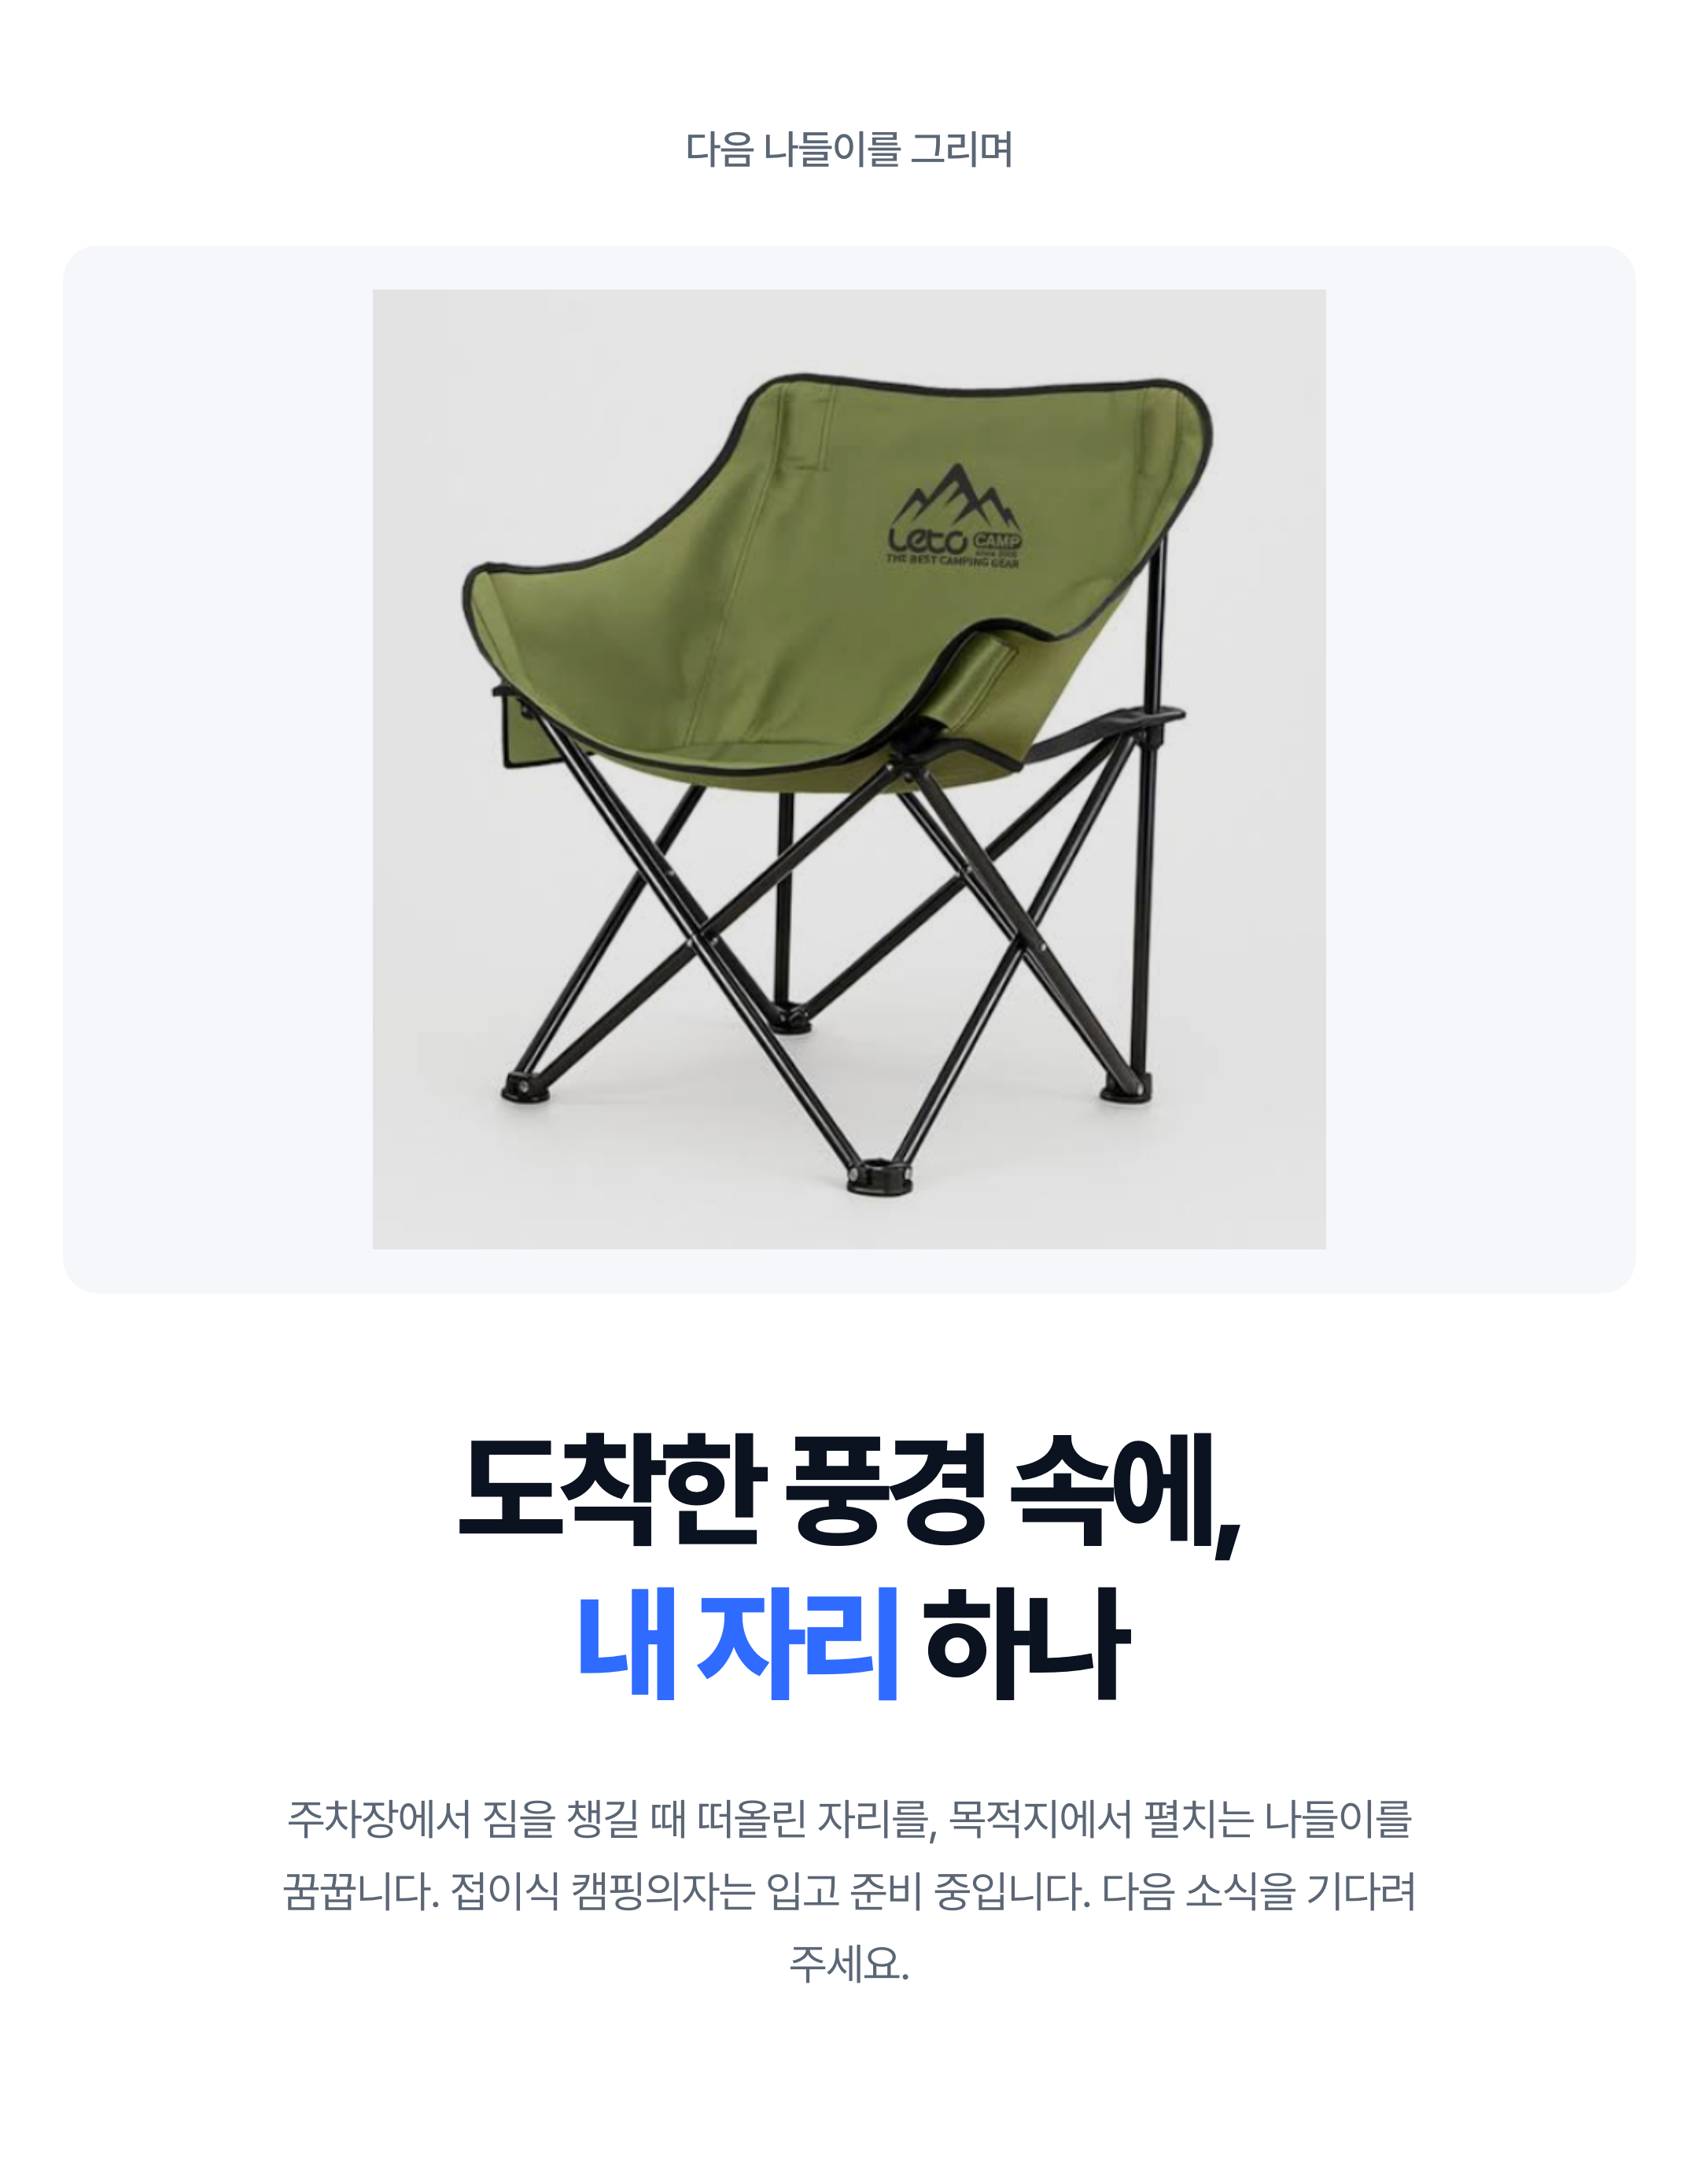 다음 나들이를 그리며
Leto CAMP
since 2005
THE BEST CAMPING GEAR
도착한 풍경 속에,
내 자리 하나
주차장에서 짐을 챙길 때 떠올린 자리를, 목적지에서 펼치는 나들이를
꿈꿉니다. 접이식 캠핑의자는 입고 준비 중입니다. 다음 소식을 기다려
주세요.